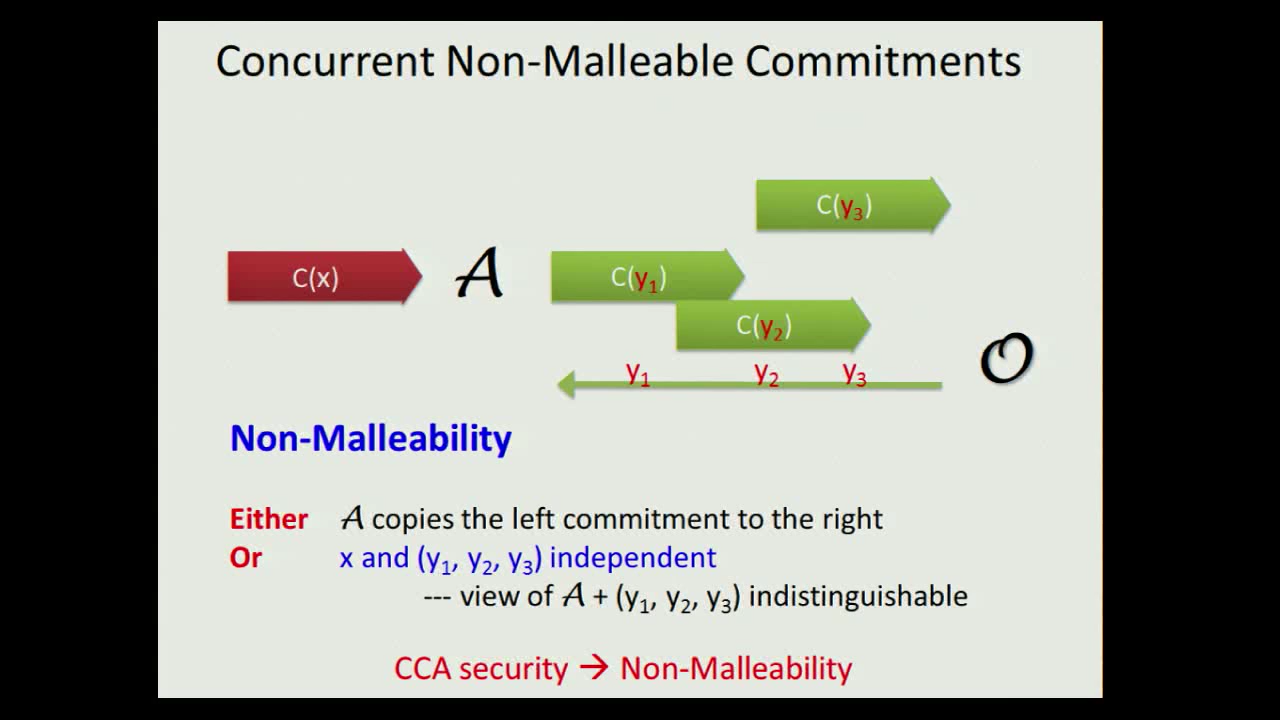 Concurrent Non-Malleable Commitments
C(y₃)
C(x) 𝒜 C(y₁)
C(y₂)
𝒪
y₁ y₂ y₃
Non-Malleability
Either 𝒜 copies the left commitment to the right
Or x and (y₁, y₂, y₃) independent
--- view of 𝒜 + (y₁, y₂, y₃) indistinguishable
CCA security → Non-Malleability